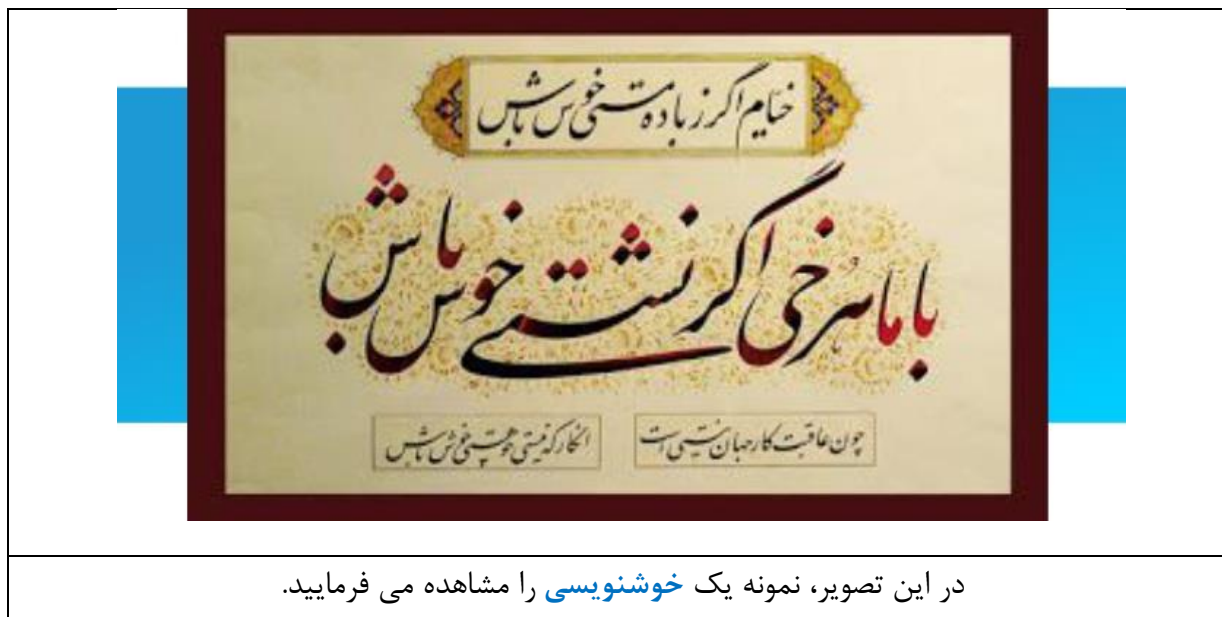 خیام اگر ز باده مستی خوش باش
با ماهرخی اگر نشستی خوش باش
چون عاقبت کار جهان نیستی است
انگار که نیستی چو هستی خوش باش
در این تصویر، نمونه یک خوشنویسی را مشاهده می فرمایید.